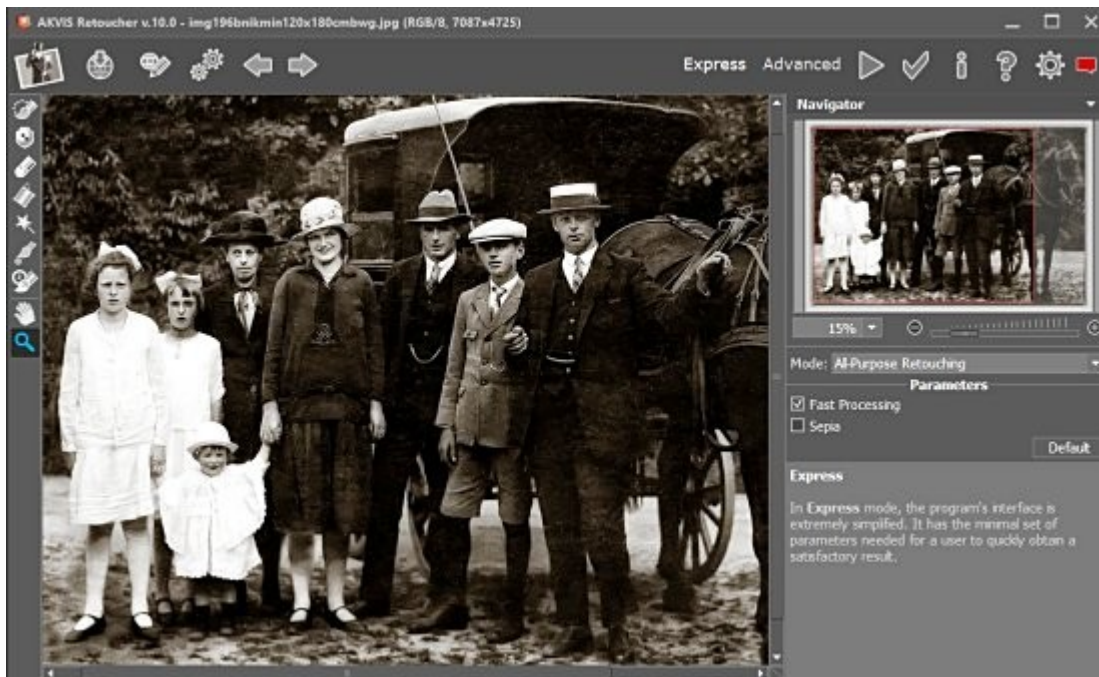 AKVIS Retoucher v.10.0 - img196bnikmin120x180cmbwg.jpg (RGB/8, 7087x4725)
Express Advanced
Navigator
15%
Mode: All-Purpose Retouching
Parameters
Fast Processing
Sepia
Default
Express
In Express mode, the program's interface is
extremely simplified. It has the minimal set of
parameters needed for a user to quickly obtain a
satisfactory result.